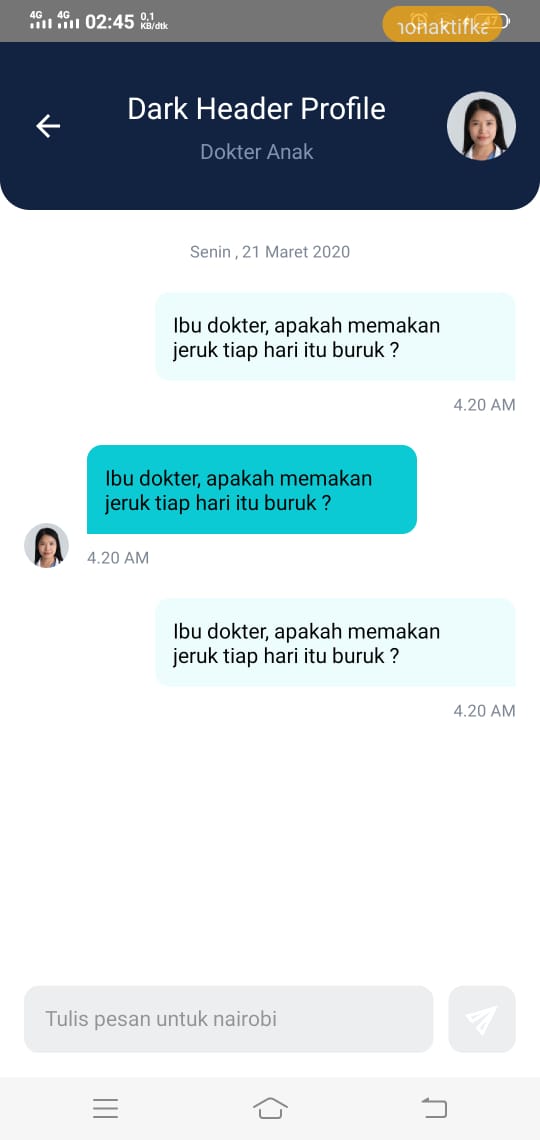 4G 4G 02:45 0,1 KB/dtk 47
nonaktifka
Dark Header Profile
Dokter Anak
Senin , 21 Maret 2020
Ibu dokter, apakah memakan
jeruk tiap hari itu buruk ?
4.20 AM
Ibu dokter, apakah memakan
jeruk tiap hari itu buruk ?
4.20 AM
Ibu dokter, apakah memakan
jeruk tiap hari itu buruk ?
4.20 AM
Tulis pesan untuk nairobi